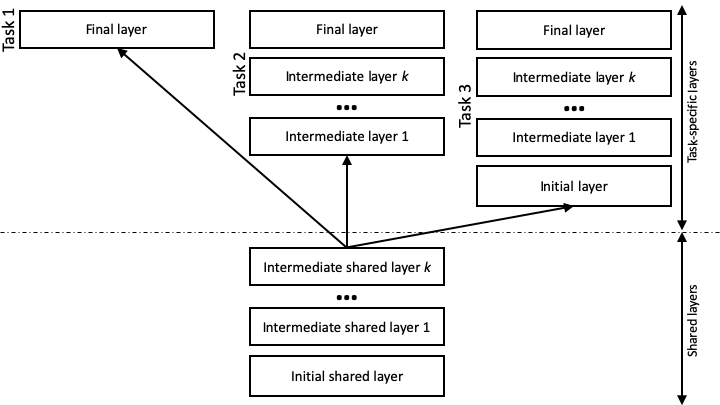 Task 1
Final layer
Task 2
Final layer
Intermediate layer k
...
Intermediate layer 1
Task 3
Final layer
Intermediate layer k
...
Intermediate layer 1
Initial layer
Task-specific layers
Intermediate shared layer k
...
Intermediate shared layer 1
Initial shared layer
Shared layers